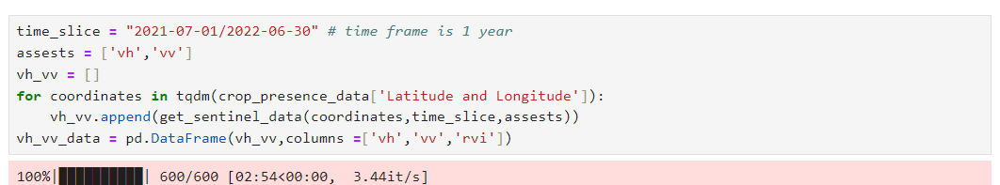 time_slice = "2021-07-01/2022-06-30" # time frame is 1 year
assests = ['vh','vv']
vh_vv = []
for coordinates in tqdm(crop_presence_data['Latitude and Longitude']):
    vh_vv.append(get_sentinel_data(coordinates,time_slice,assests))
vh_vv_data = pd.DataFrame(vh_vv,columns =['vh','vv','rvi'])
100%|██████████| 600/600 [02:54<00:00,  3.44it/s]